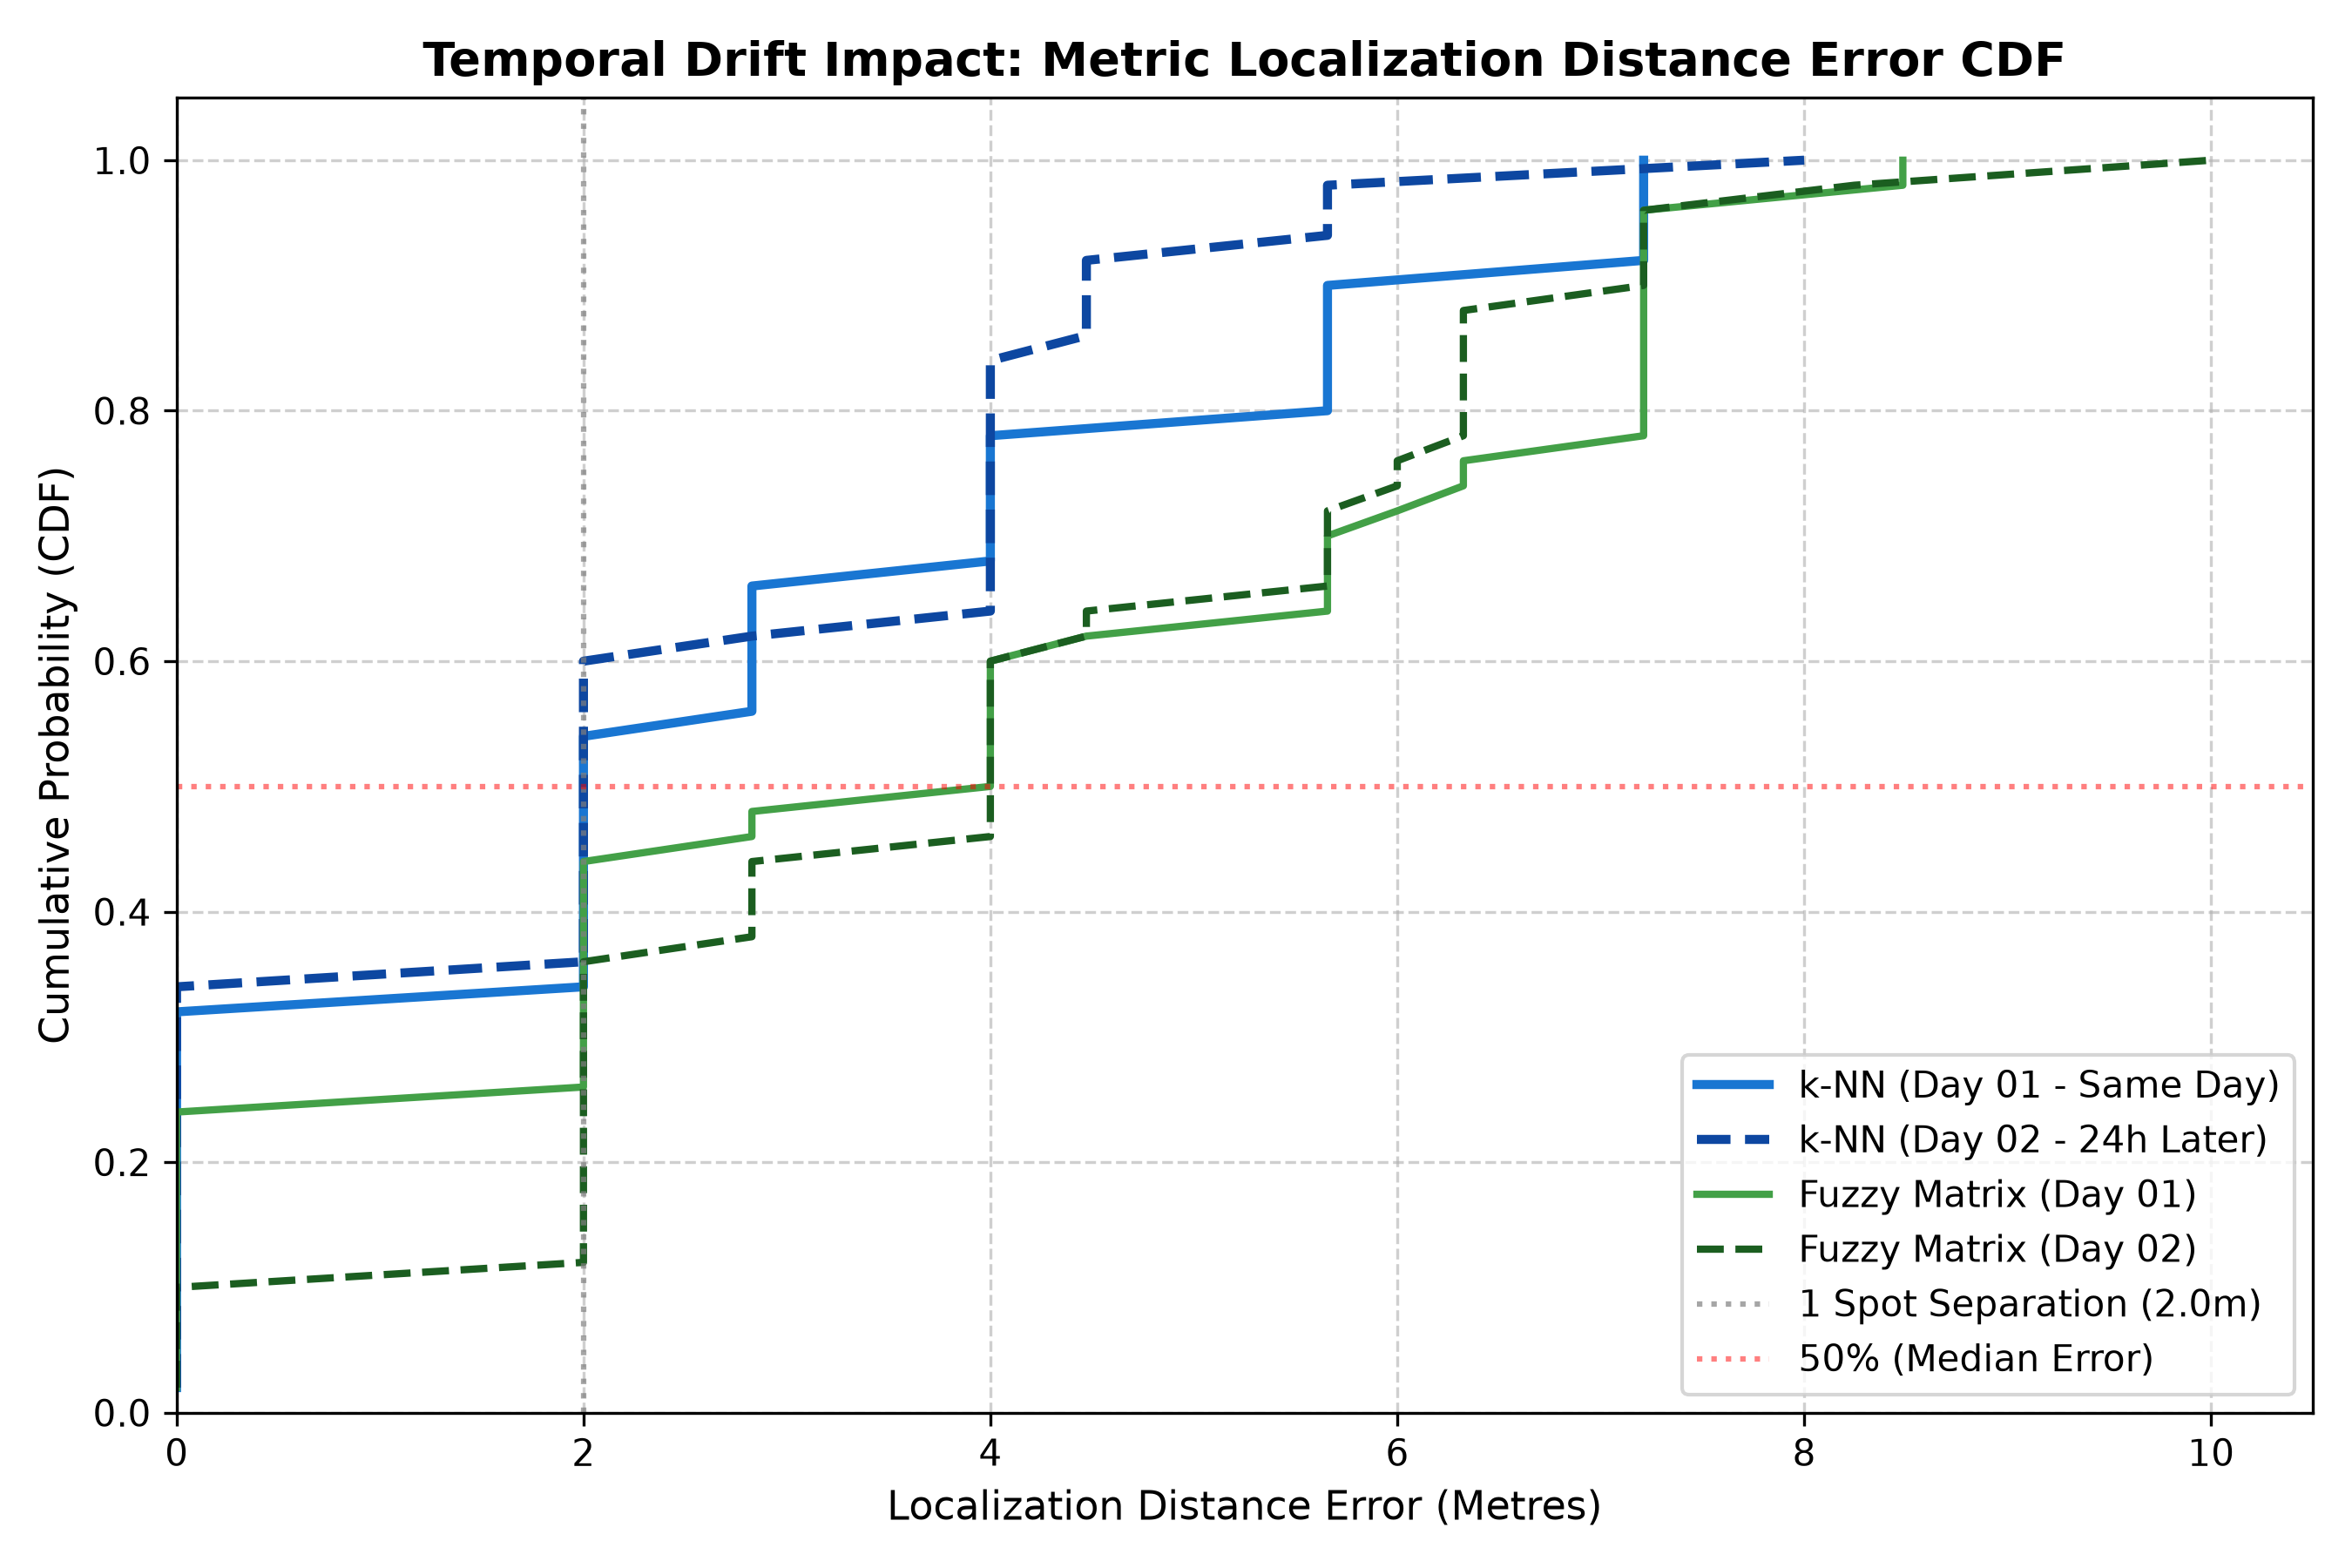 Temporal Drift Impact: Metric Localization Distance Error CDF
Cumulative Probability (CDF)
1.0
0.8
0.6
0.4
0.2
0.0
0
2
4
6
8
10
Localization Distance Error (Metres)
k-NN (Day 01 - Same Day)
k-NN (Day 02 - 24h Later)
Fuzzy Matrix (Day 01)
Fuzzy Matrix (Day 02)
1 Spot Separation (2.0m)
50% (Median Error)